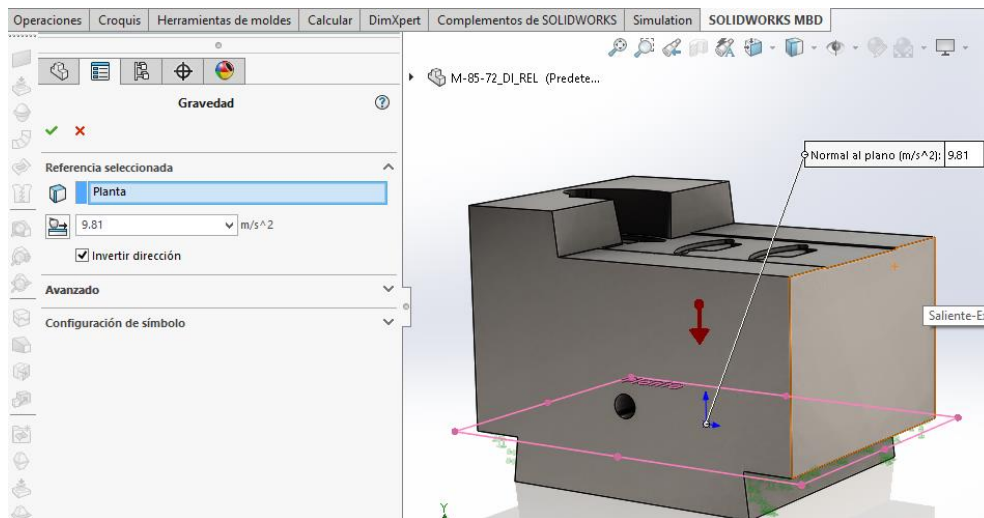 Operaciones Croquis Herramientas de moldes Calcular DimXpert Complementos de SOLIDWORKS Simulation SOLIDWORKS MBD
M-85-72_DI_REL (Predete...
Gravedad
Referencia seleccionada
Planta
9.81 m/s^2
Invertir dirección
Avanzado
Configuración de símbolo
Normal al plano (m/s^2): 9.81
Saliente-Ex
Planta
Y